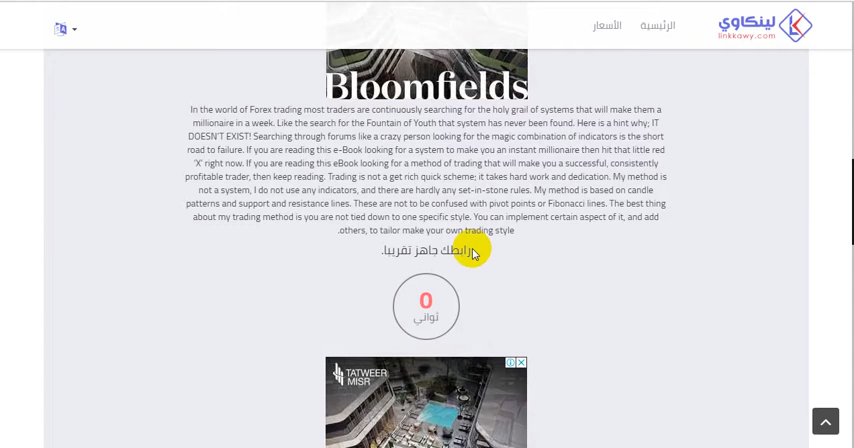 الرئيسية
الأسعار
لينكاوي
linkkawy.com
Bloomfields
In the world of Forex trading most traders are continuously searching for the holy grail of systems that will make them a
millionaire in a week. Like the search for the Fountain of Youth that system has never been found. Here is a hint why; IT
DOESN'T EXIST! Searching through forums like a crazy person looking for the magic combination of indicators is the short
road to failure. If you are reading this e-Book looking for a system to make you an instant millionaire then hit that little red
'X' right now. If you are reading this eBook looking for a method of trading that will make you a successful, consistently
profitable trader, then keep reading. Trading is not a get rich quick scheme; it takes hard work and dedication. My method is
not a system, I do not use any indicators, and there are hardly any set-in-stone rules. My method is based on candle
patterns and support and resistance lines. These are not to be confused with pivot points or Fibonacci lines. The best thing
about my trading method is you are not tied down to one specific style. You can implement certain aspect of it, and add
.others, to tailor make your own trading style
رابطك جاهز تقريبا.
0
ثواني
TATWEER
MISR